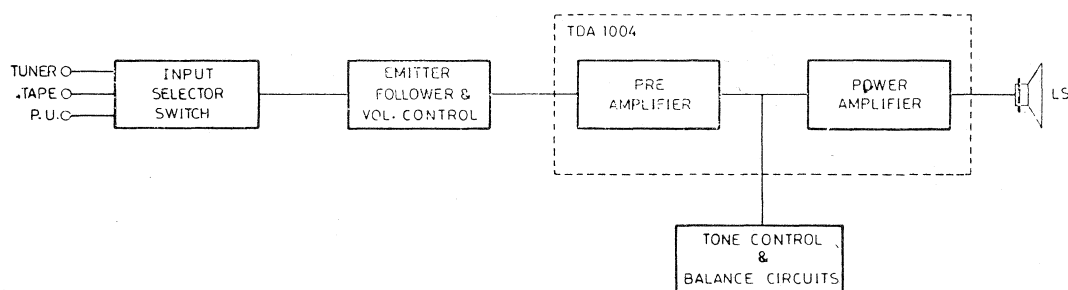 TDA 1004
TUNER
TAPE
P.U.
INPUT
SELECTOR
SWITCH
EMITTER
FOLLOWER &
VOL. CONTROL
PRE
AMPLIFIER
POWER
AMPLIFIER
LS
TONE CONTROL
&
BALANCE CIRCUITS